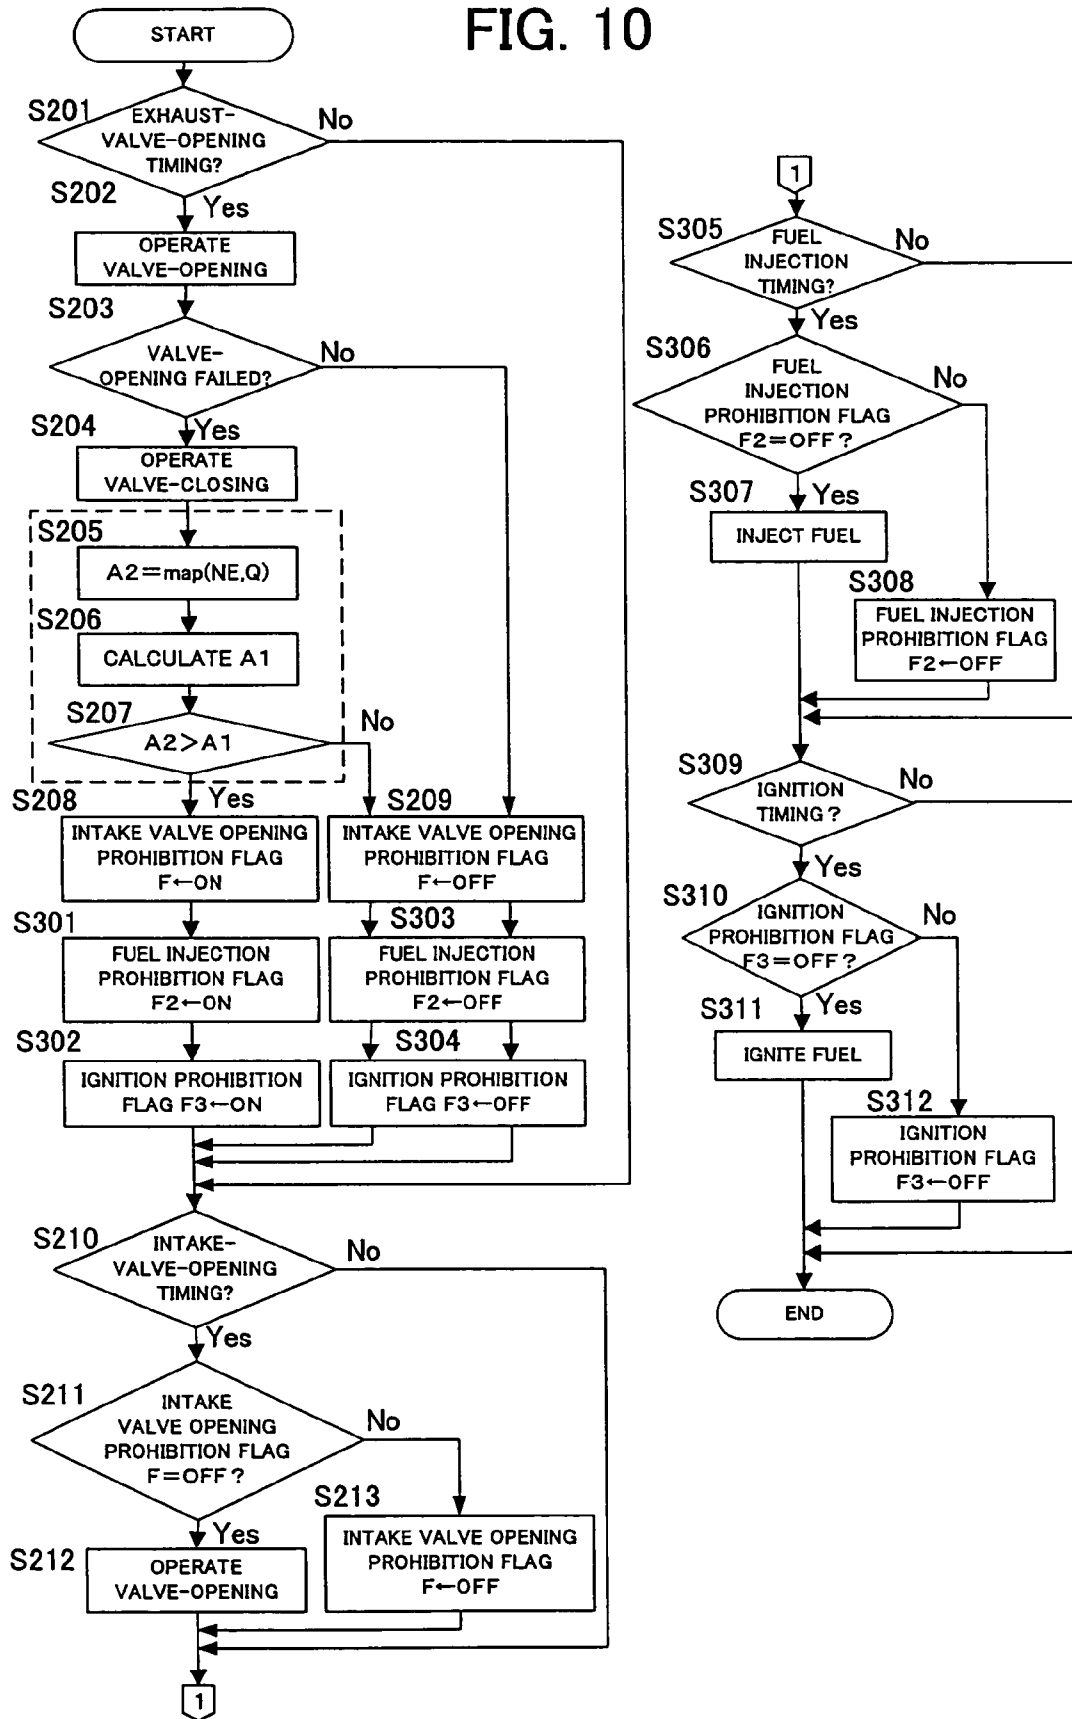 FIG. 10
START
S201
EXHAUST-
VALVE-OPENING
TIMING?
No
S202
Yes
OPERATE
VALVE-OPENING
S203
VALVE-
OPENING FAILED?
No
S204
Yes
OPERATE
VALVE-CLOSING
S205
A2=map(NE,Q)
S206
CALCULATE A1
S207
A2>A1
No
S208
Yes
INTAKE VALVE OPENING
PROHIBITION FLAG
F←ON
S209
INTAKE VALVE OPENING
PROHIBITION FLAG
F←OFF
S301
FUEL INJECTION
PROHIBITION FLAG
F2←ON
S303
FUEL INJECTION
PROHIBITION FLAG
F2←OFF
S302
IGNITION PROHIBITION
FLAG F3←ON
S304
IGNITION PROHIBITION
FLAG F3←OFF
S210
INTAKE-
VALVE-OPENING
TIMING?
No
Yes
S211
INTAKE
VALVE OPENING
PROHIBITION FLAG
F=OFF?
No
Yes
S212
OPERATE
VALVE-OPENING
S213
INTAKE VALVE OPENING
PROHIBITION FLAG
F←OFF
1
1
S305
FUEL
INJECTION
TIMING?
No
Yes
S306
FUEL
INJECTION
PROHIBITION FLAG
F2=OFF?
No
S307
Yes
INJECT FUEL
S308
FUEL INJECTION
PROHIBITION FLAG
F2←OFF
S309
IGNITION
TIMING?
No
Yes
S310
IGNITION
PROHIBITION FLAG
F3=OFF?
No
S311
Yes
IGNITE FUEL
S312
IGNITION
PROHIBITION FLAG
F3←OFF
END